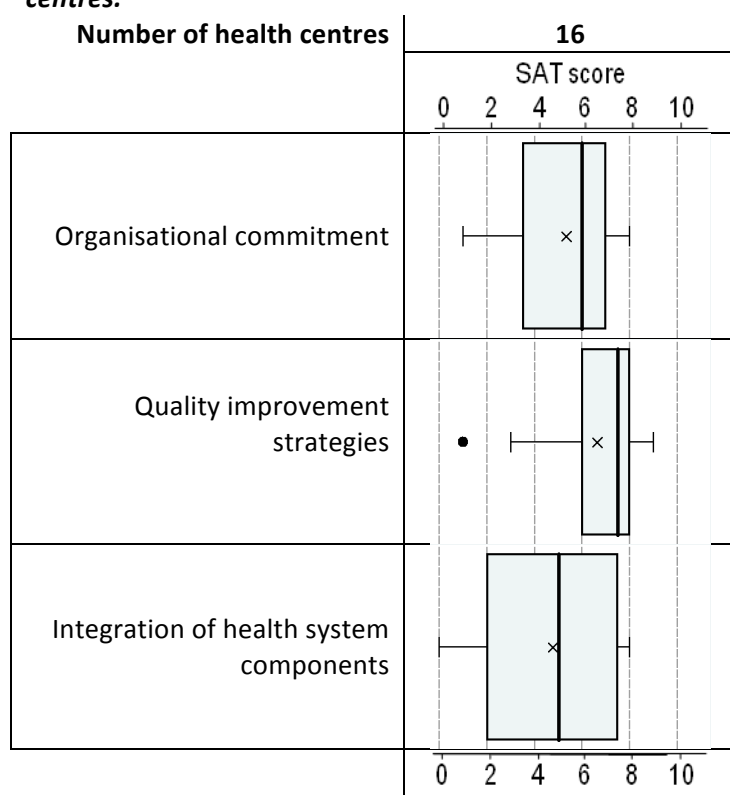 centres.
Number of health centres 16
SAT score
0 2 4 6 8 10
Organisational commitment
Quality improvement
strategies
Integration of health system
components
0 2 4 6 8 10